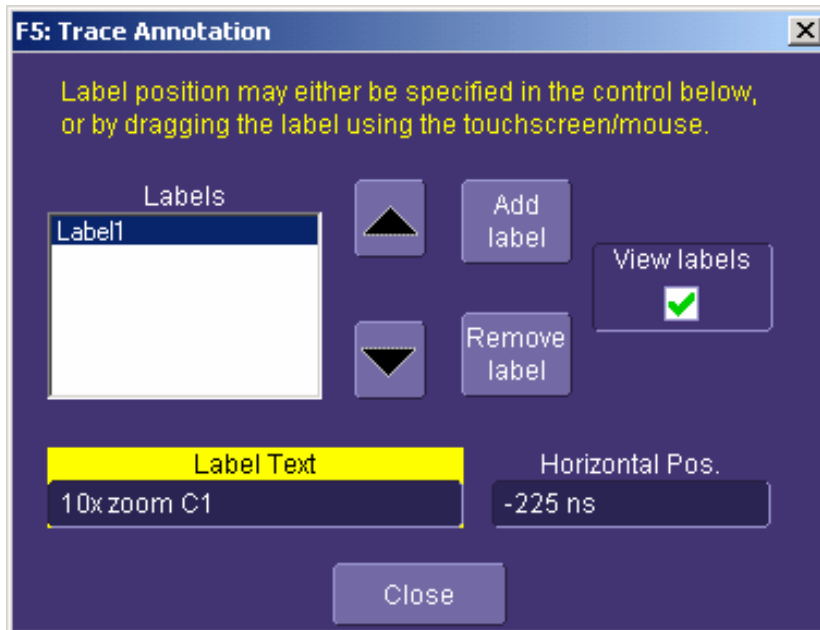 F5: Trace Annotation
Label position may either be specified in the control below,
or by dragging the label using the touchscreen/mouse.
Labels
Label1
Add
label
Remove
label
View labels
Label Text
10x zoom C1
Horizontal Pos.
-225 ns
Close